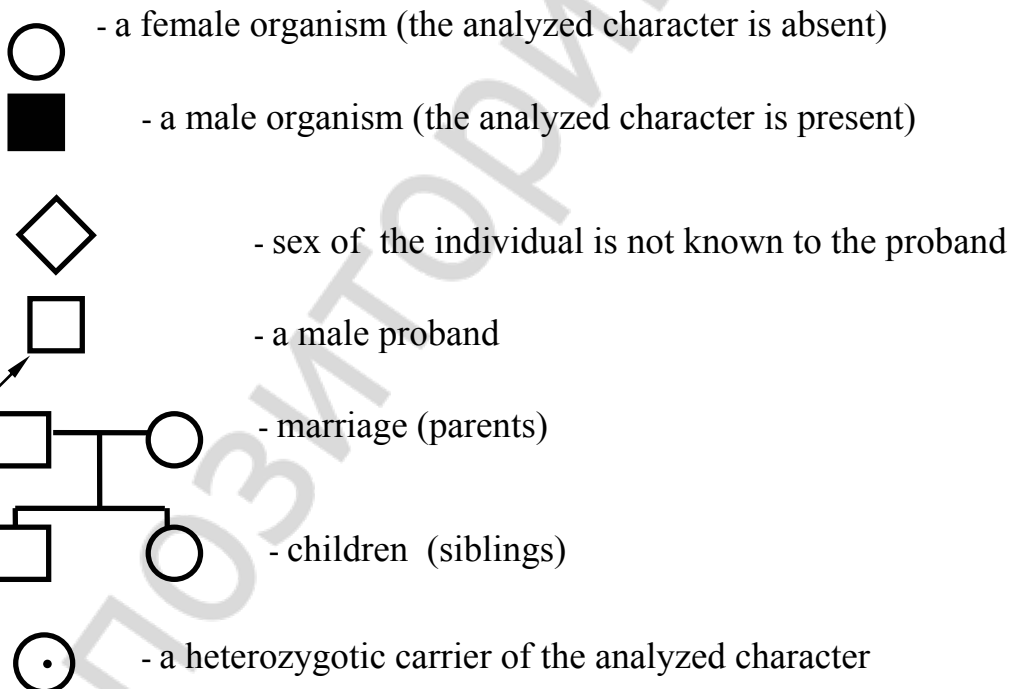 - a female organism (the analyzed character is absent)
- a male organism (the analyzed character is present)
- sex of the individual is not known to the proband
- a male proband
- marriage (parents)
- children (siblings)
- a heterozygotic carrier of the analyzed character
позитори